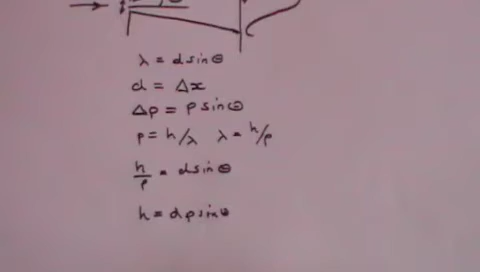 λ = d sin θ
d = Δx
Δp = p sin θ
p = h/λ λ = h/p
h/p = d sin θ
h = d p sin θ